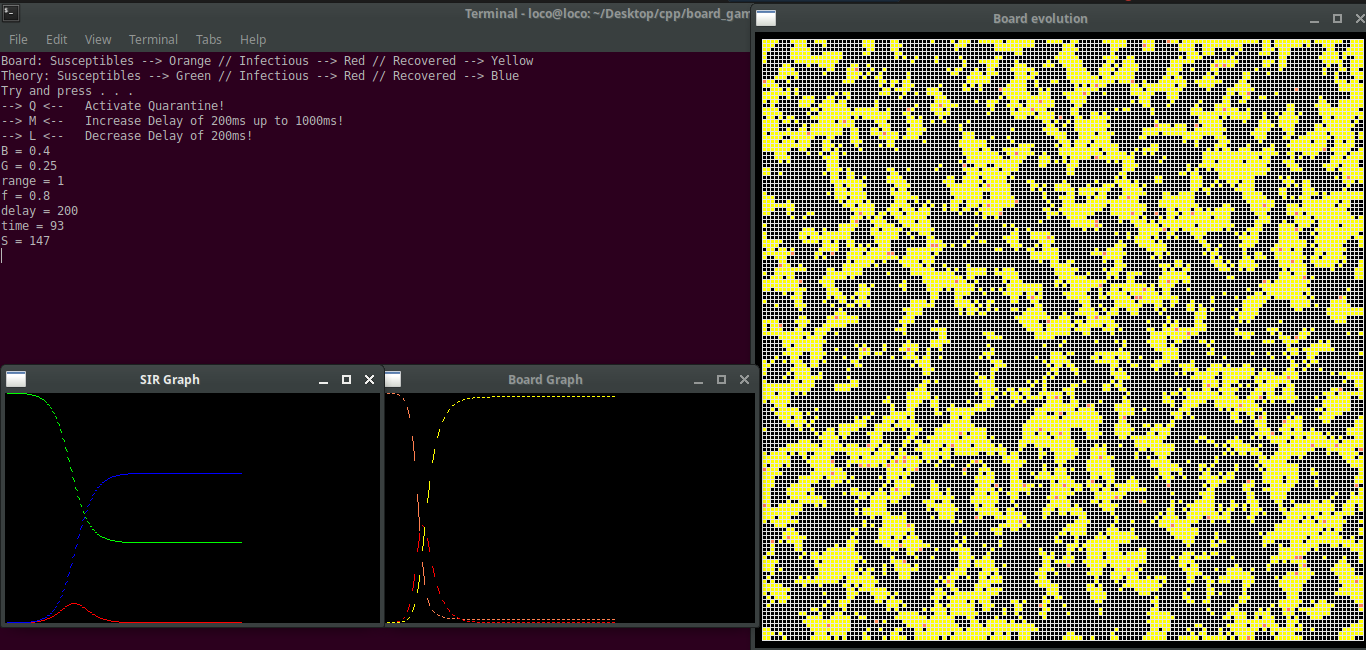 Terminal - loco@loco: ~/Desktop/cpp/board_gam
File Edit View Terminal Tabs Help
Board: Susceptibles --> Orange // Infectious --> Red // Recovered --> Yellow
Theory: Susceptibles --> Green // Infectious --> Red // Recovered --> Blue
Try and press . . .
--> Q <--   Activate Quarantine!
--> M <--   Increase Delay of 200ms up to 1000ms!
--> L <--   Decrease Delay of 200ms!
B = 0.4
G = 0.25
range = 1
f = 0.8
delay = 200
time = 93
S = 147
Board evolution
SIR Graph
Board Graph